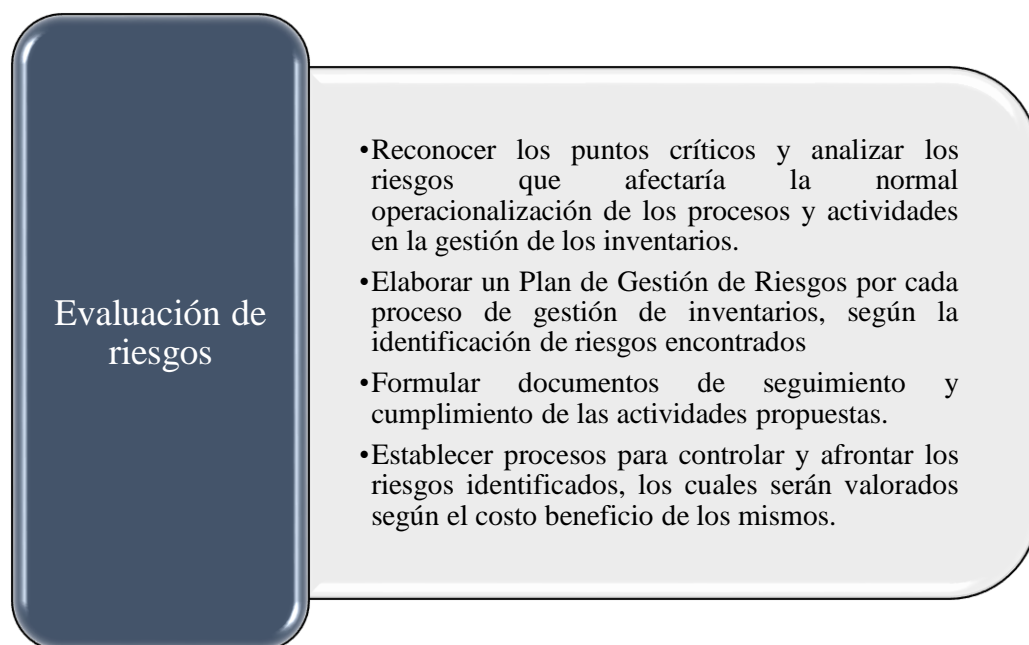 Evaluación de
riesgos
•Reconocer los puntos críticos y analizar los
riesgos que afectaría la normal
operacionalización de los procesos y actividades
en la gestión de los inventarios.
•Elaborar un Plan de Gestión de Riesgos por cada
proceso de gestión de inventarios, según la
identificación de riesgos encontrados
•Formular documentos de seguimiento y
cumplimiento de las actividades propuestas.
•Establecer procesos para controlar y afrontar los
riesgos identificados, los cuales serán valorados
según el costo beneficio de los mismos.